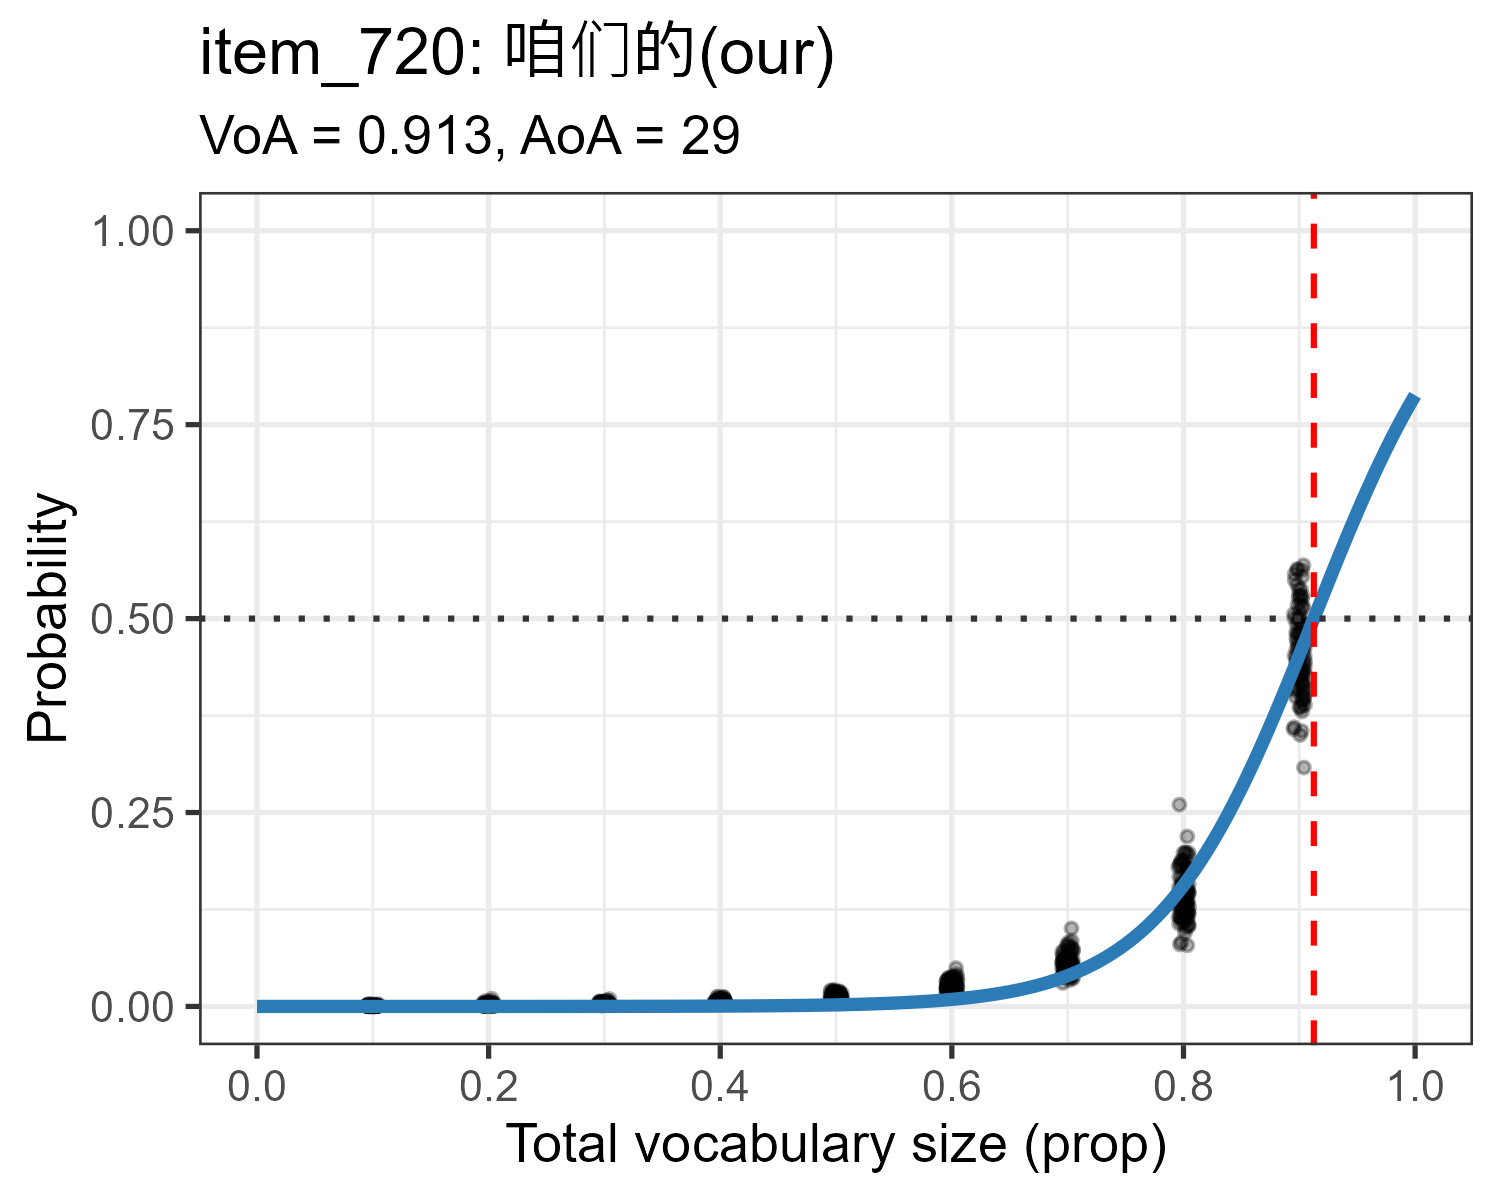 item_720: 咱们的(our)
VoA = 0.913, AoA = 29
1.00
0.75
0.50
0.25
0.00
Probability
0.0 0.2 0.4 0.6 0.8 1.0
Total vocabulary size (prop)